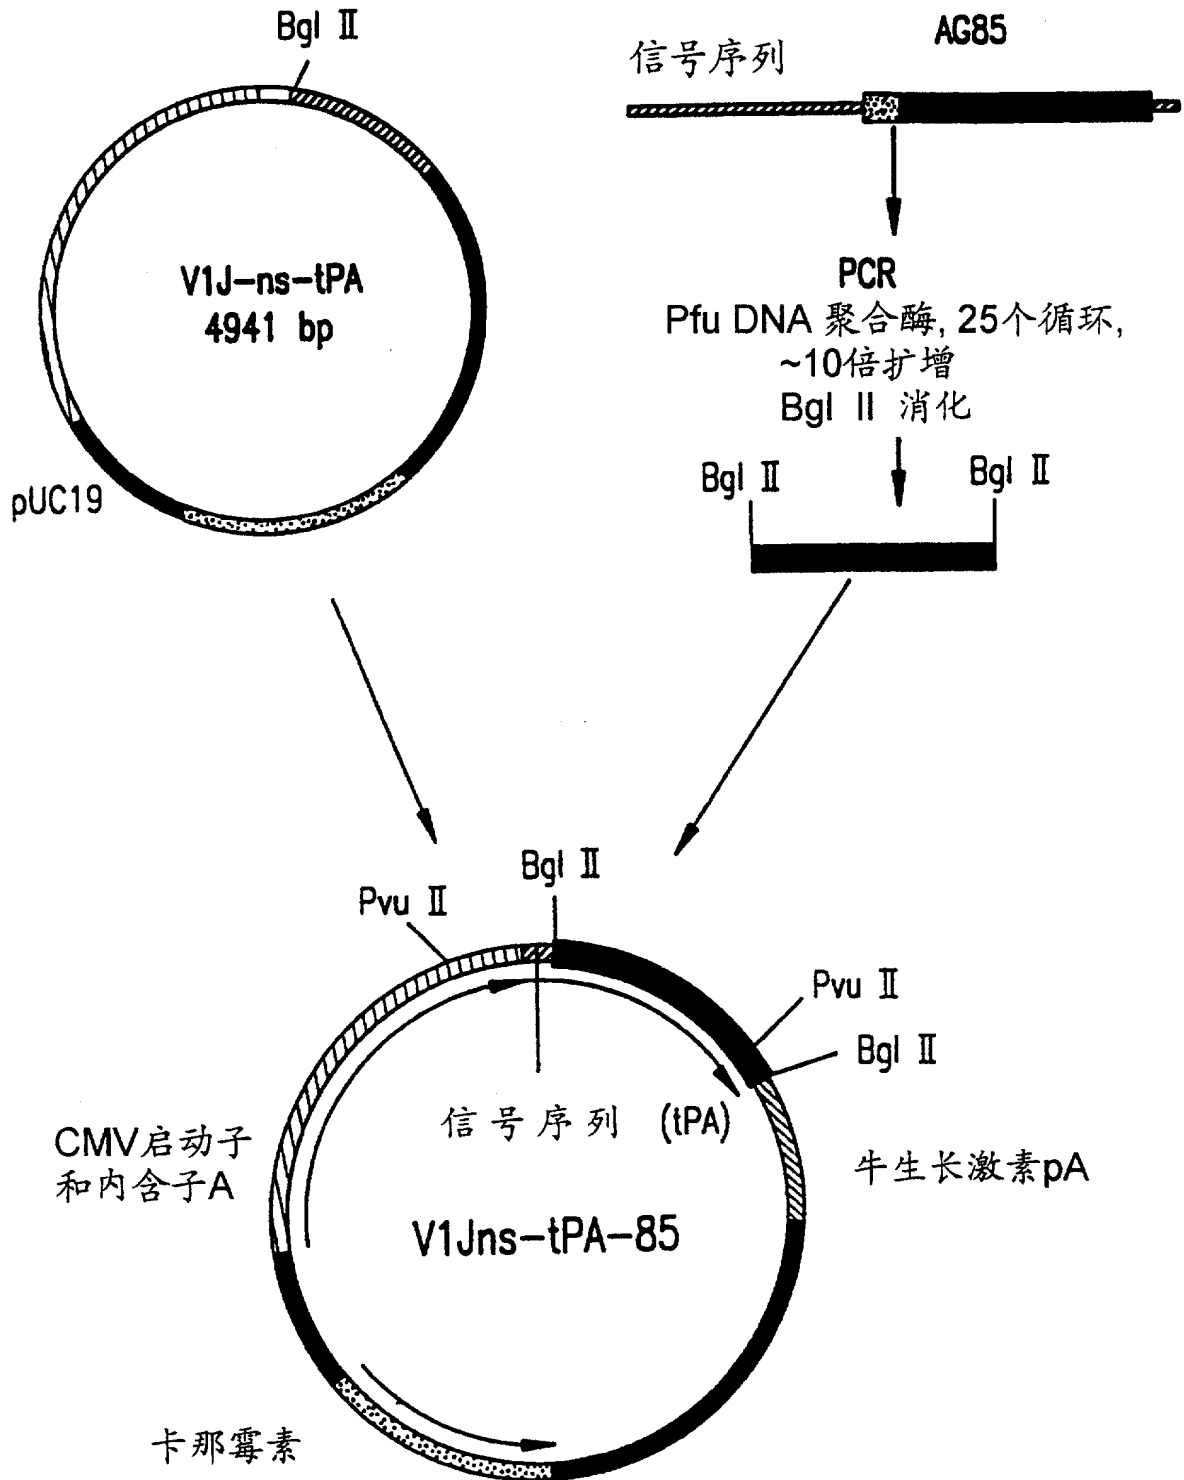 Bgl II
V1J-ns-tPA
4941 bp
pUC19
信号序列
AG85
PCR
Pfu DNA 聚合酶, 25个循环,
~10倍扩增
Bgl II 消化
Bgl II
Bgl II
Bgl II
Pvu II
Pvu II
Bgl II
信号序列 (tPA)
CMV启动子
和内含子A
牛生长激素pA
V1Jns-tPA-85
卡那霉素